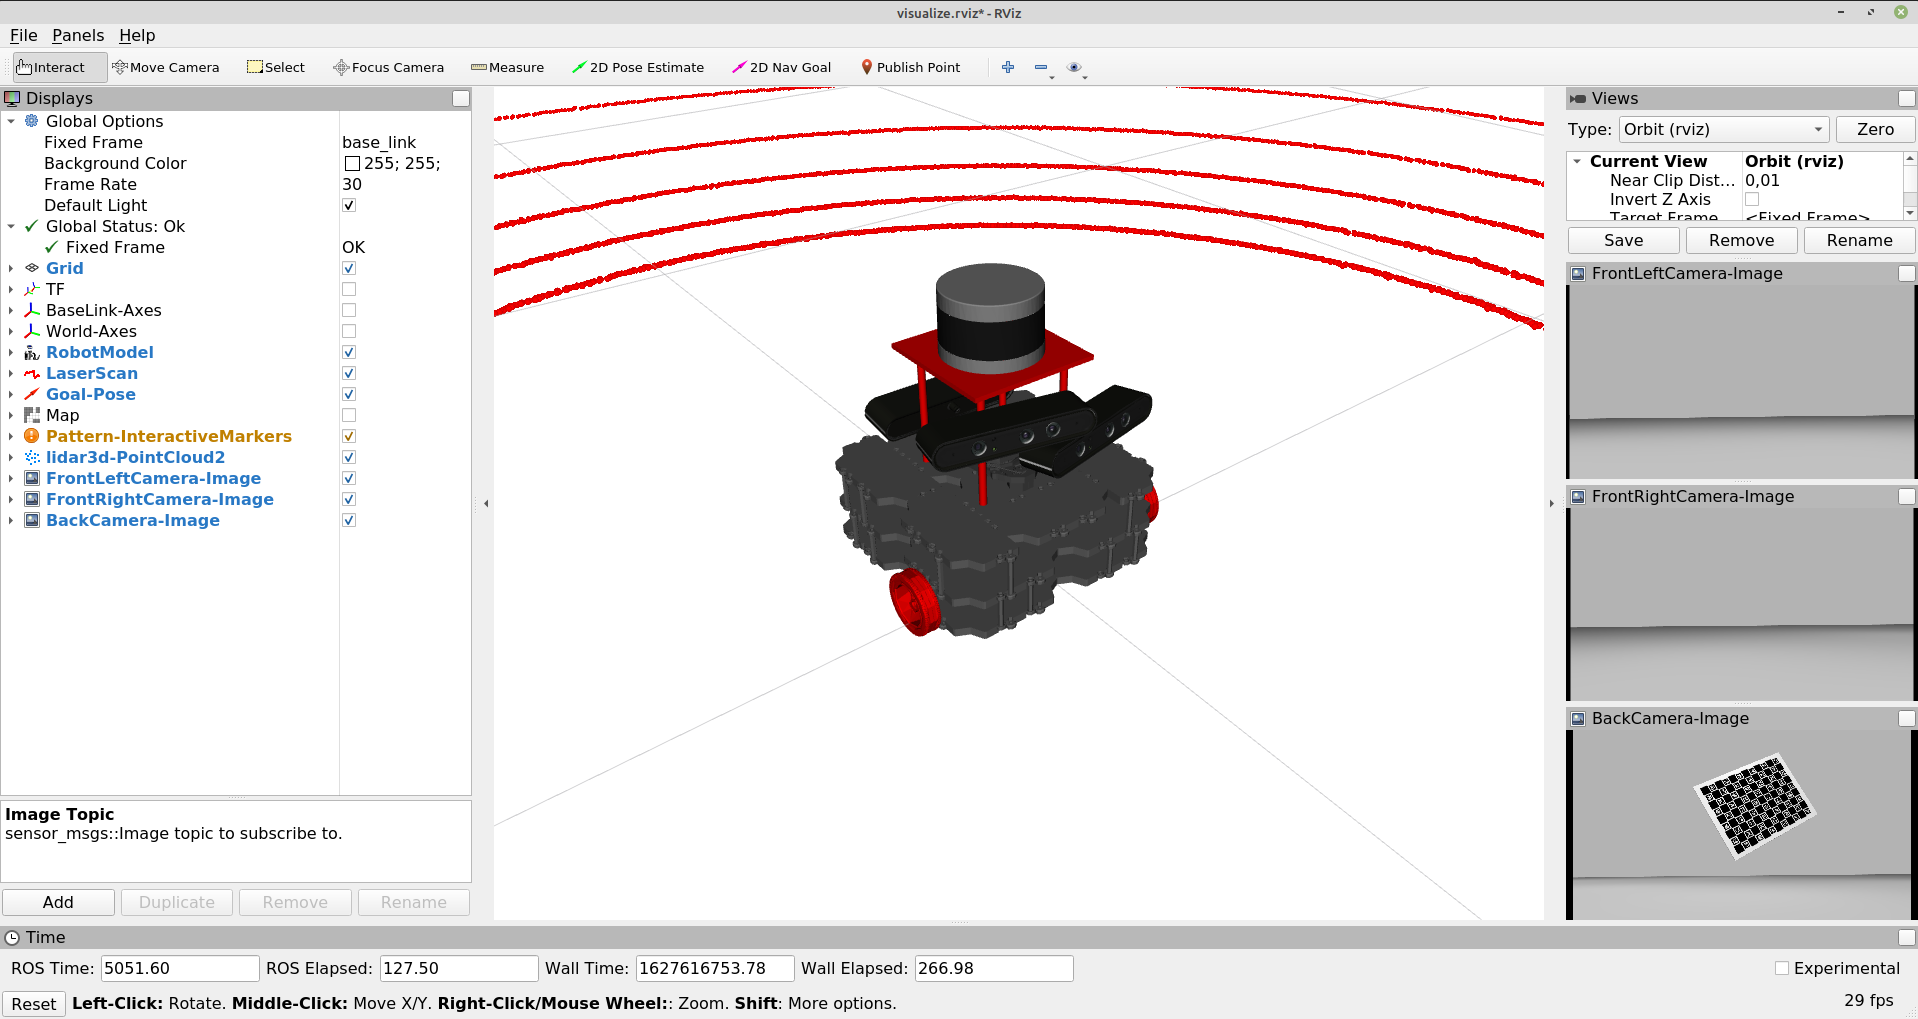 visualize.rviz* - RViz
File Panels Help
Interact Move Camera Select Focus Camera Measure 2D Pose Estimate 2D Nav Goal Publish Point
Displays
Global Options
Fixed Frame base_link
Background Color 255; 255;
Frame Rate 30
Default Light
Global Status: Ok
Fixed Frame OK
Grid
TF
BaseLink-Axes
World-Axes
RobotModel
LaserScan
Goal-Pose
Map
Pattern-InteractiveMarkers
lidar3d-PointCloud2
FrontLeftCamera-Image
FrontRightCamera-Image
BackCamera-Image
Image Topic
sensor_msgs::Image topic to subscribe to.
Add Duplicate Remove Rename
Views
Type: Orbit (rviz) Zero
Current View Orbit (rviz)
Near Clip Dist... 0,01
Invert Z Axis
Target Frame <Fixed Frame>
Save Remove Rename
FrontLeftCamera-Image
FrontRightCamera-Image
BackCamera-Image
Time
ROS Time: 5051.60 ROS Elapsed: 127.50 Wall Time: 1627616753.78 Wall Elapsed: 266.98 Experimental
Reset Left-Click: Rotate. Middle-Click: Move X/Y. Right-Click/Mouse Wheel:: Zoom. Shift: More options. 29 fps